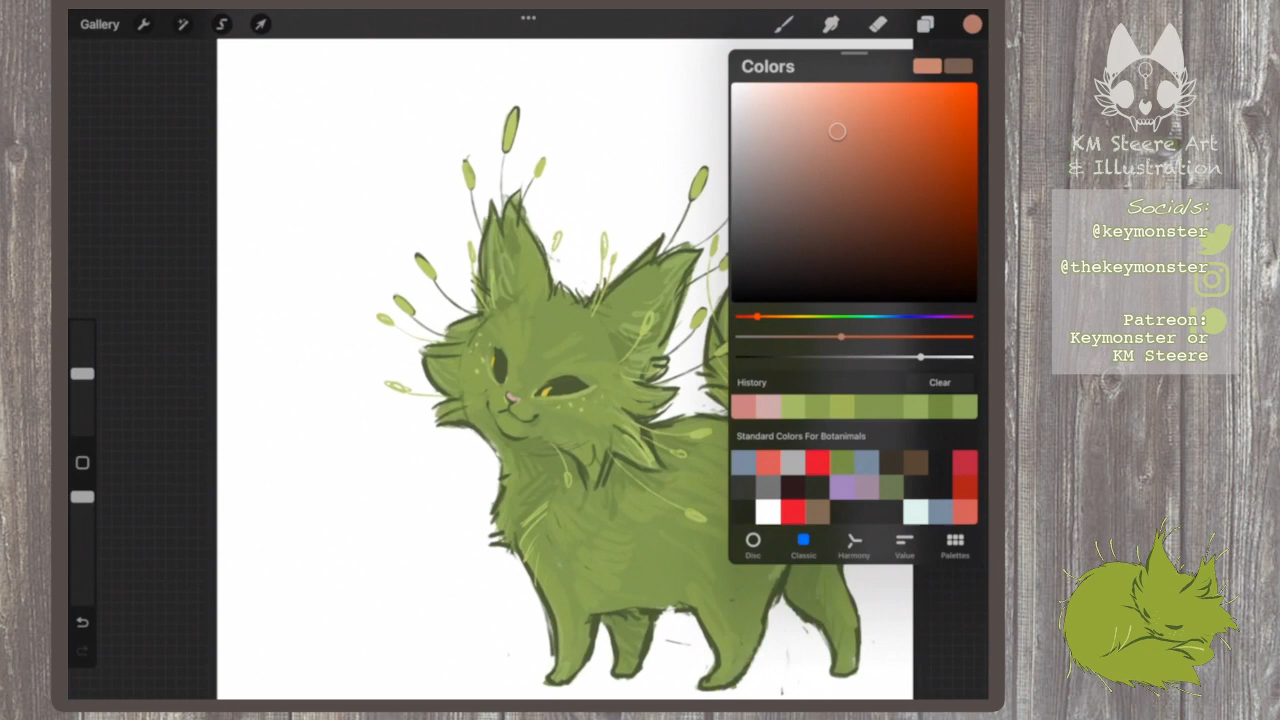 Gallery
Colors
History
Clear
Standard Colors For Botanimals
Disc
Classic
Harmony
Value
Palettes
KM Steere Art
& Illustration
Socials:
@keymonster
@thekeymonster
Patreon:
Keymonster or
KM Steere